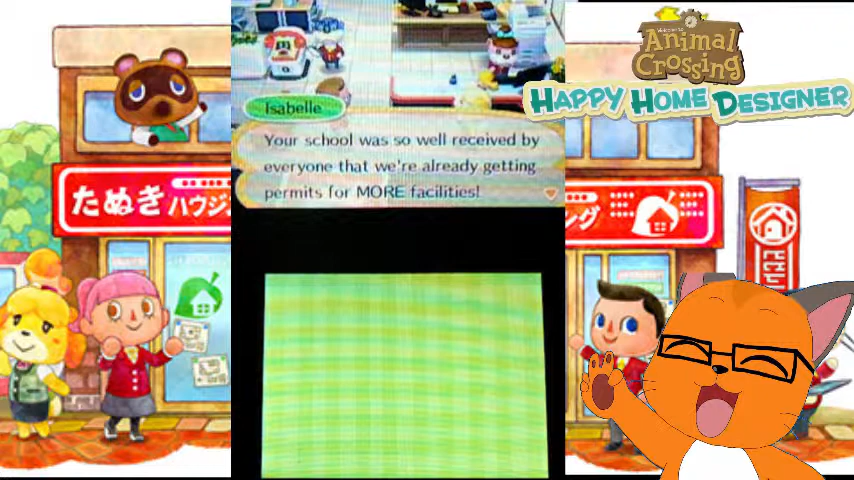 Welcome to
Animal
Crossing
HAPPY HOME DESIGNER
Isabelle
Your school was so well received by
everyone that we're already getting
permits for MORE facilities!
たぬきハウジ
ング